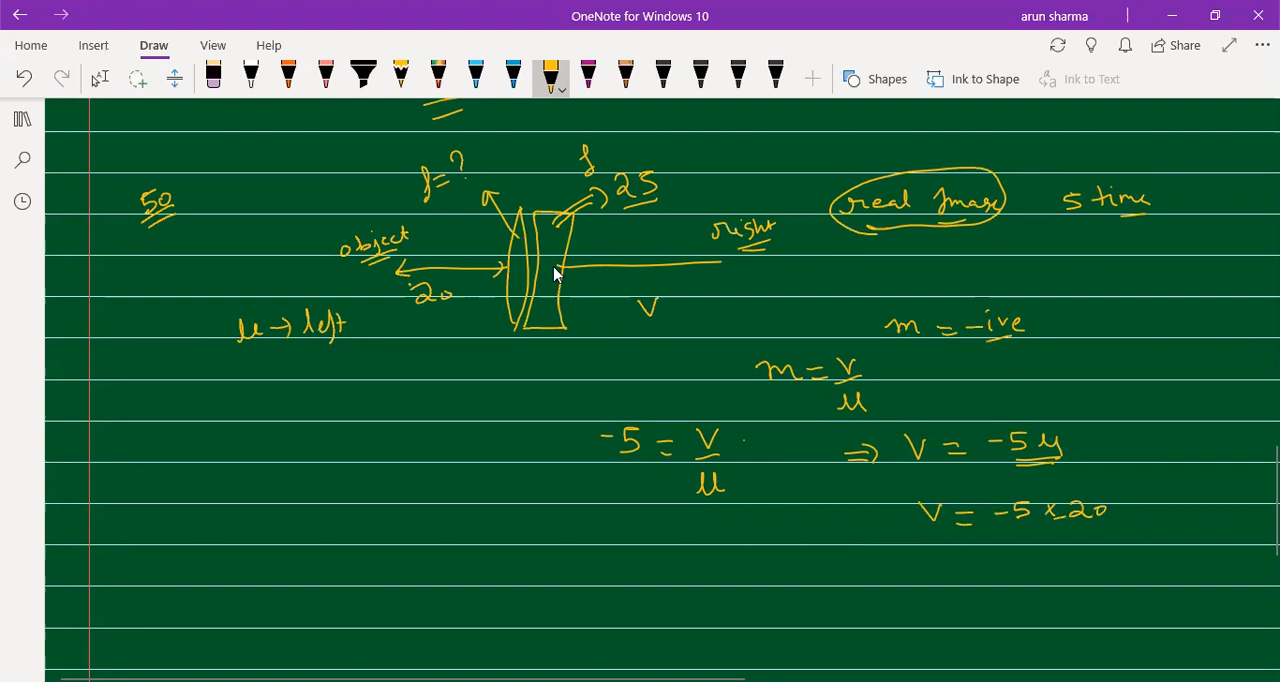 OneNote for Windows 10
arun sharma
Home Insert Draw View Help
Share
Shapes
Ink to Shape
Ink to Text
50
f = ?
f
25
real Image
5 time
object
right
20
v
u → left
m = -ive
m = v/u
-5 = v/u
⇒ v = -5u
v = -5 × 20